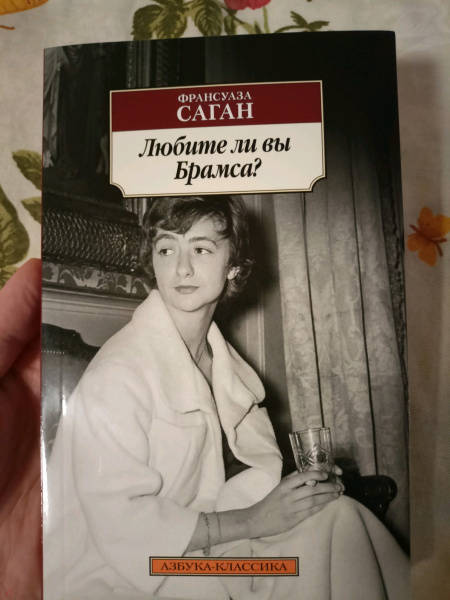 ФРАНСУАЗА
САГАН
Любите ли вы
Брамса?
АЗБУКА-КЛАССИКА